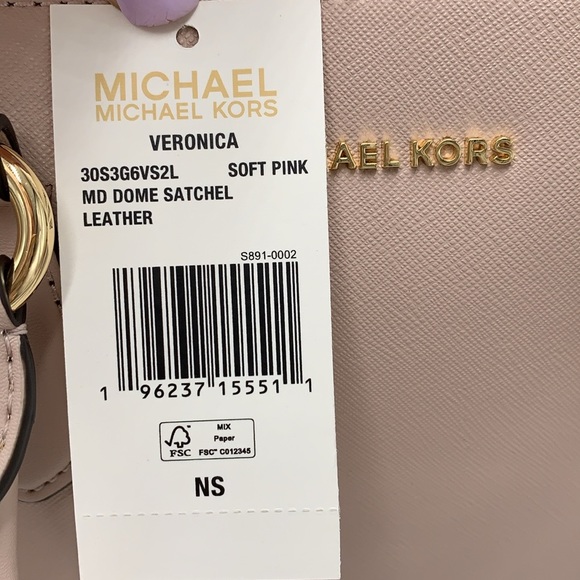 MICHAEL
MICHAEL KORS
VERONICA
30S3G6VS2L SOFT PINK
MD DOME SATCHEL
LEATHER
S891-0002
1 96237 15551 1
FSC
MIX
Paper
FSC™ C012345
NS
AEL KORS